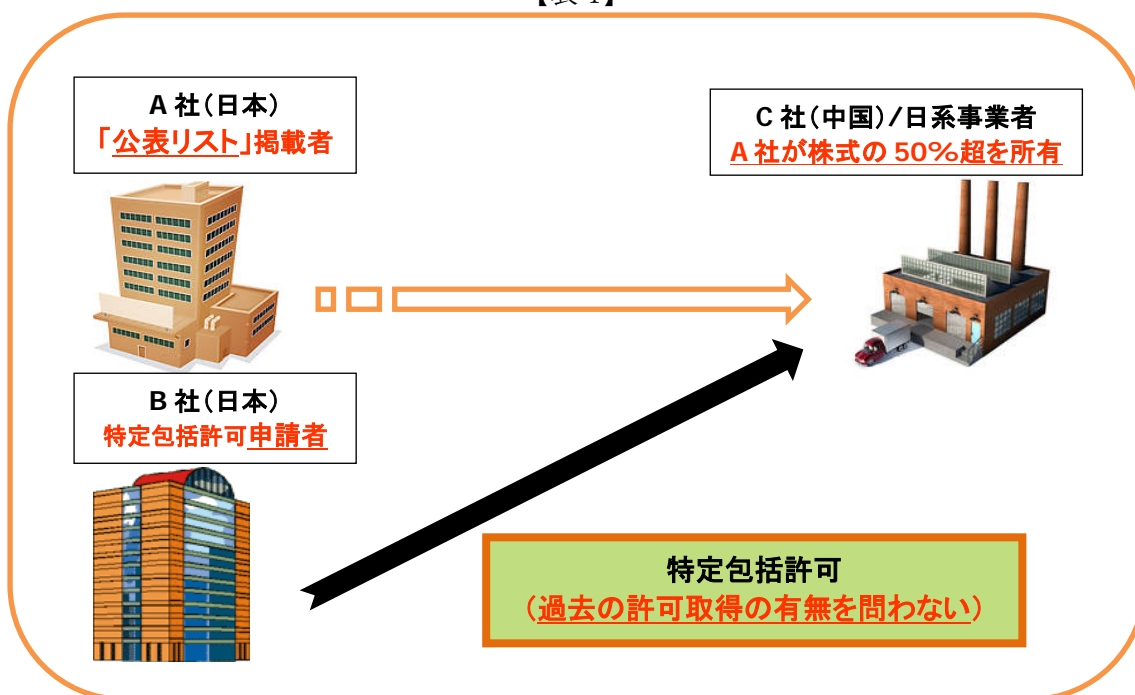 A 社(日本)
「公表リスト」掲載者
C 社(中国)/日系事業者
A 社が株式の 50%超を所有
B 社(日本)
特定包括許可申請者
特定包括許可
(過去の許可取得の有無を問わない)